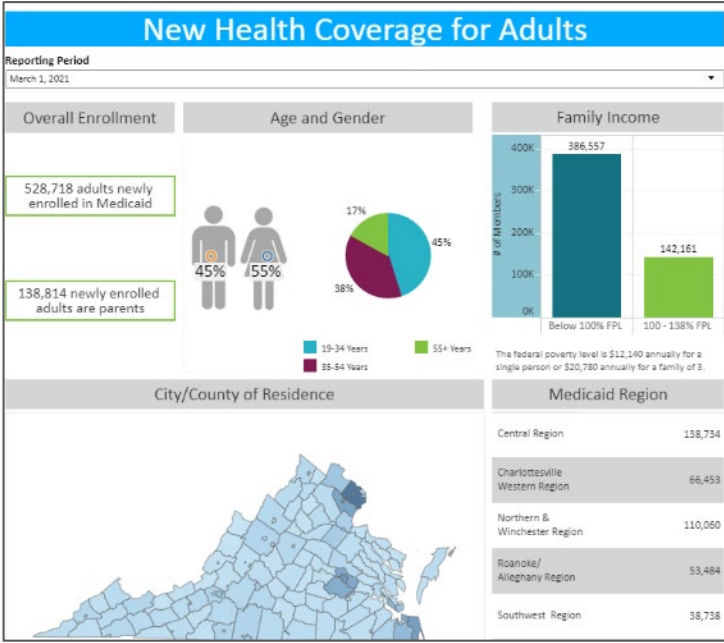 New Health Coverage for Adults
Reporting Period
March 1, 2021
Overall Enrollment
528,718 adults newly
enrolled in Medicaid
138,814 newly enrolled
adults are parents
Age and Gender
45%
55%
17%
45%
38%
19-34 Years
55+ Years
35-54 Years
Family Income
# of Members
400K
300K
200K
100K
0K
386,557
142,161
Below 100% FPL
100 - 138% FPL
The federal poverty level is $12,140 annually for a
single person or $20,780 annually for a family of 3.
City/County of Residence
Medicaid Region
Central Region
138,734
Charlottesville
Western Region
66,453
Northern &
Winchester Region
110,060
Roanoke/
Alleghany Region
53,484
Southwest Region
38,738